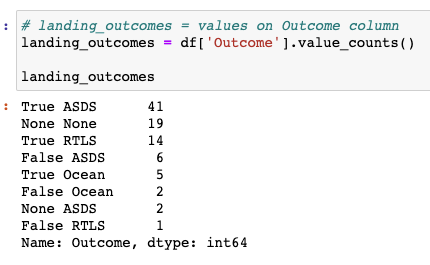 : # landing_outcomes = values on Outcome column
landing_outcomes = df['Outcome'].value_counts()
landing_outcomes
: True ASDS 41
None None 19
True RTLS 14
False ASDS 6
True Ocean 5
False Ocean 2
None ASDS 2
False RTLS 1
Name: Outcome, dtype: int64